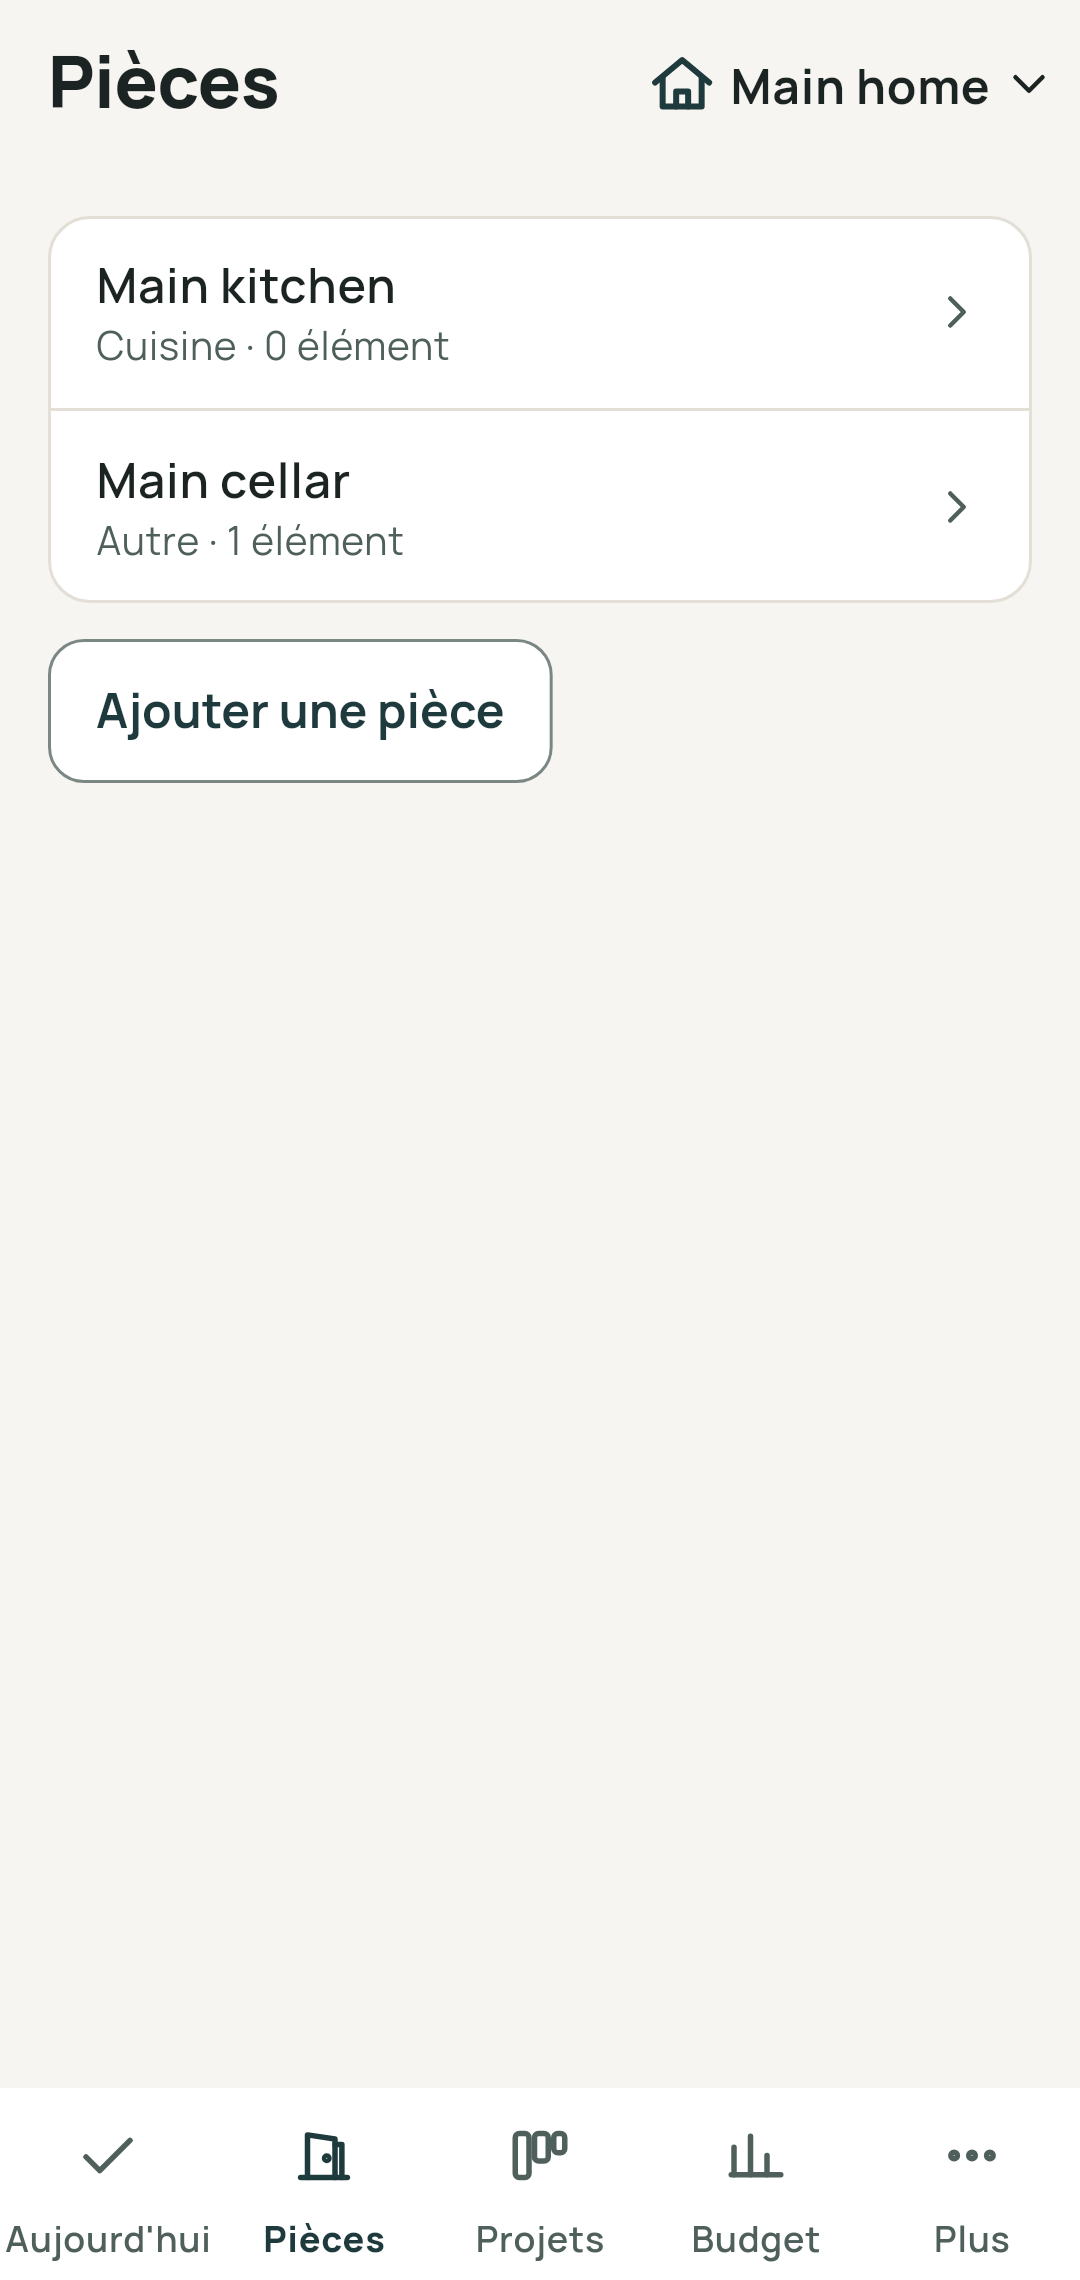 Pièces
Main home
Main kitchen
Cuisine · 0 élément
Main cellar
Autre · 1 élément
Ajouter une pièce
Aujourd'hui
Pièces
Projets
Budget
Plus